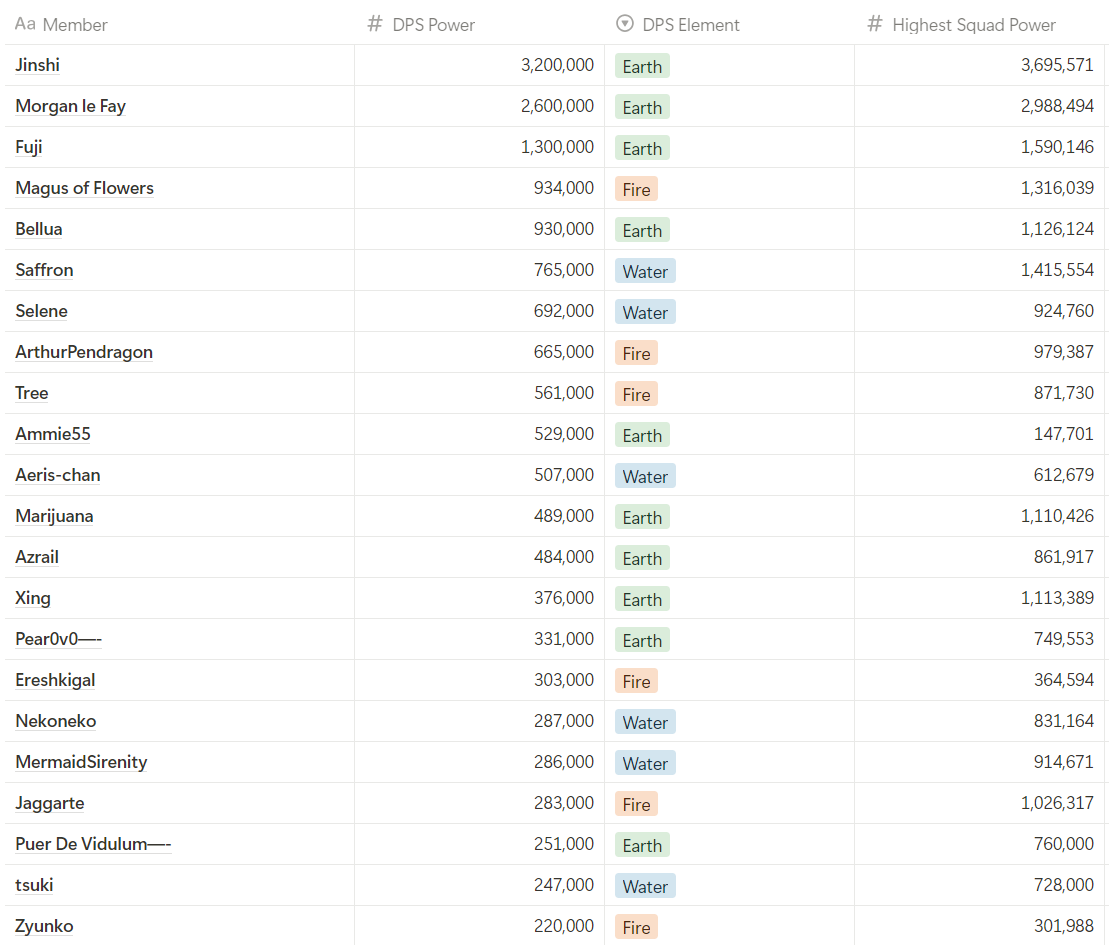 Aa Member # DPS Power DPS Element # Highest Squad Power
Jinshi 3,200,000 Earth 3,695,571
Morgan le Fay 2,600,000 Earth 2,988,494
Fuji 1,300,000 Earth 1,590,146
Magus of Flowers 934,000 Fire 1,316,039
Bellua 930,000 Earth 1,126,124
Saffron 765,000 Water 1,415,554
Selene 692,000 Water 924,760
ArthurPendragon 665,000 Fire 979,387
Tree 561,000 Fire 871,730
Ammie55 529,000 Earth 147,701
Aeris-chan 507,000 Water 612,679
Marijuana 489,000 Earth 1,110,426
Azrail 484,000 Earth 861,917
Xing 376,000 Earth 1,113,389
Pear0v0—-- 331,000 Earth 749,553
Ereshkigal 303,000 Fire 364,594
Nekoneko 287,000 Water 831,164
MermaidSirenity 286,000 Water 914,671
Jaggarte 283,000 Fire 1,026,317
Puer De Vidulum—-- 251,000 Earth 760,000
tsuki 247,000 Water 728,000
Zyunko 220,000 Fire 301,988